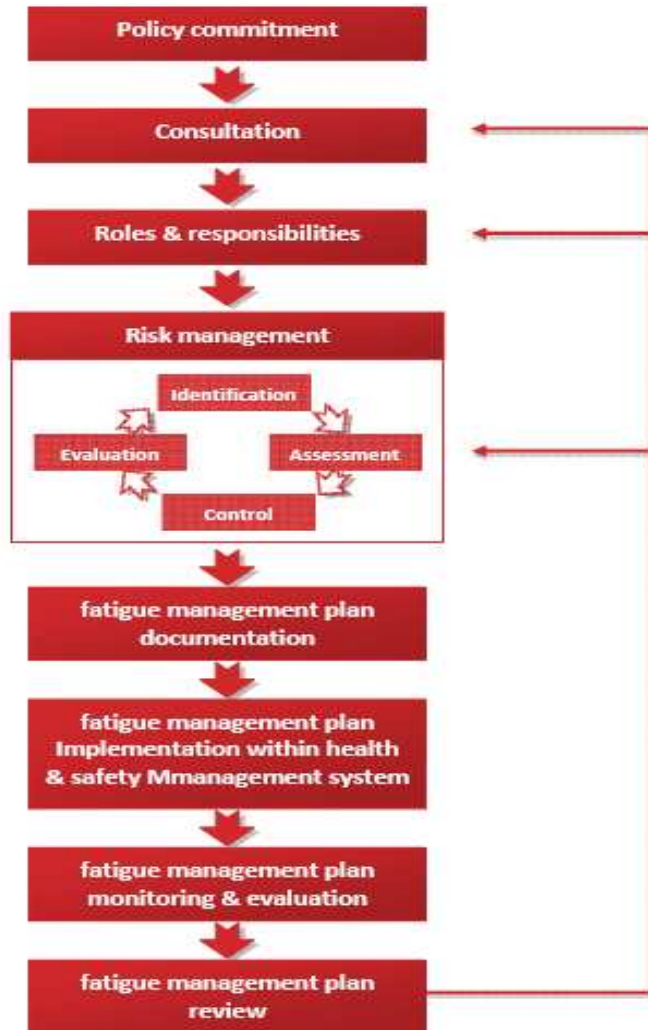 Policy commitment
Consultation
Roles & responsibilities
Risk management
Identification
Evaluation
Assessment
Control
fatigue management plan
documentation
fatigue management plan
Implementation within health
& safety Mmanagement system
fatigue management plan
monitoring & evaluation
fatigue management plan
review